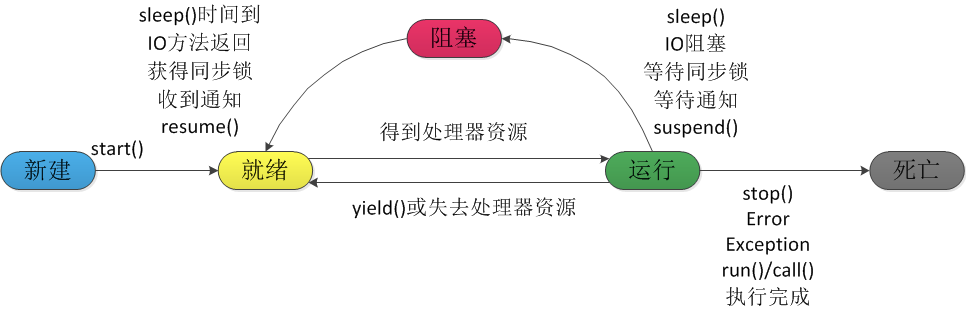 sleep()时间到
IO方法返回
获得同步锁
收到通知
resume()
阻塞
sleep()
IO阻塞
等待同步锁
等待通知
suspend()
得到处理器资源
新建
start()
就绪
运行
死亡
yield()或失去处理器资源
stop()
Error
Exception
run()/call()
执行完成